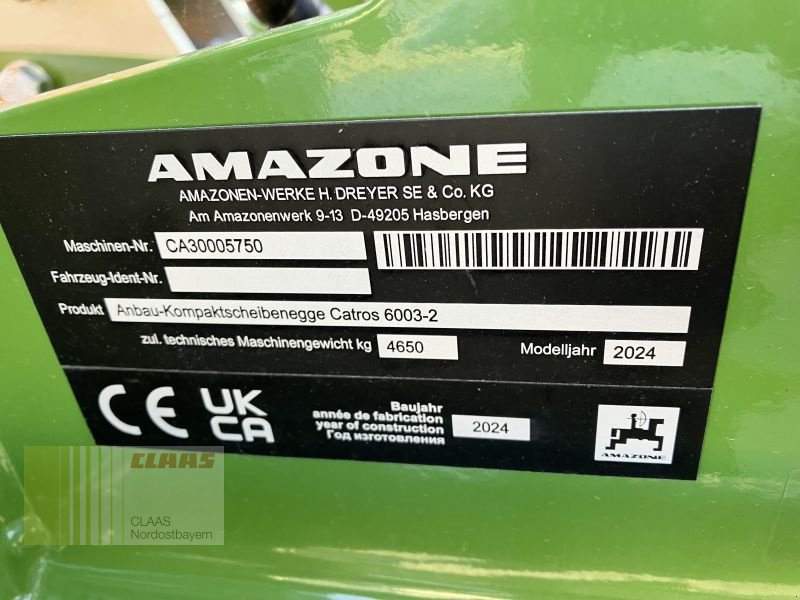 AMAZONE
AMAZONEN-WERKE H. DREYER SE & Co. KG
Am Amazonenwerk 9-13 D-49205 Hasbergen
Maschinen-Nr. CA30005750
Fahrzeug-Ident-Nr.
Produkt Anbau-Kompaktscheibenegge Catros 6003-2
zul. technisches Maschinengewicht kg 4650 Modelljahr 2024
CE UK
CA
Baujahr
année de fabrication
year of construction 2024
Год изготовления
AMAZONE
CLAAS
CLAAS
Nordostbayern